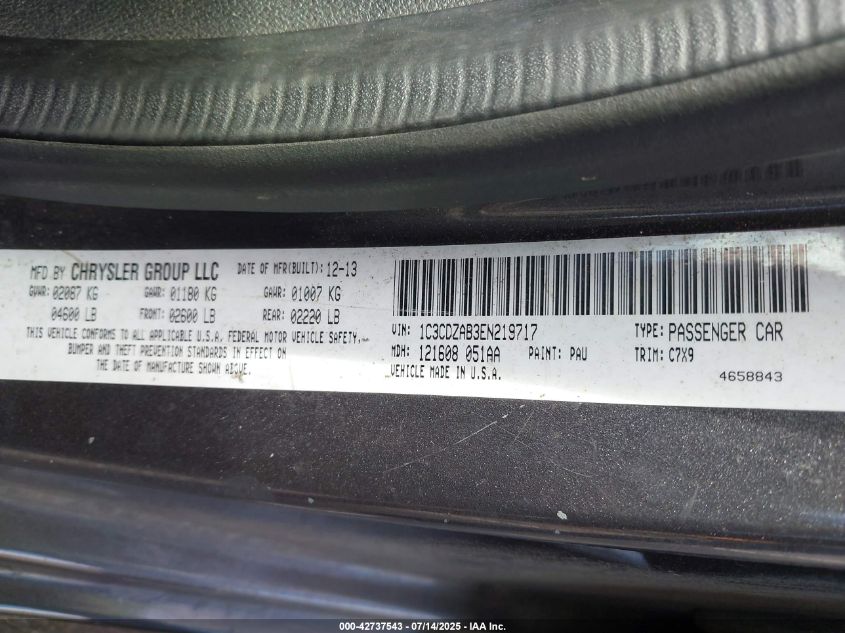 MFD BY CHRYSLER GROUP LLC DATE OF MFR(BUILT): 12-13
GVWR: 02087 KG GAWR: 01180 KG GAWR: 01007 KG
04600 LB FRONT: 02600 LB REAR: 02220 LB
THIS VEHICLE CONFORMS TO ALL APPLICABLE U.S.A. FEDERAL MOTOR VEHICLE SAFETY,
BUMPER AND THEFT PREVENTION STANDARDS IN EFFECT ON
THE DATE OF MANUFACTURE SHOWN ABOVE.
VIN: 1C3CDZAB3EN219717 TYPE: PASSENGER CAR
MDH: 121608 051AA PAINT: PAU TRIM: C7X9
VEHICLE MADE IN U.S.A.
4658843
000-42737543 - 07/14/2025 - IAA Inc.